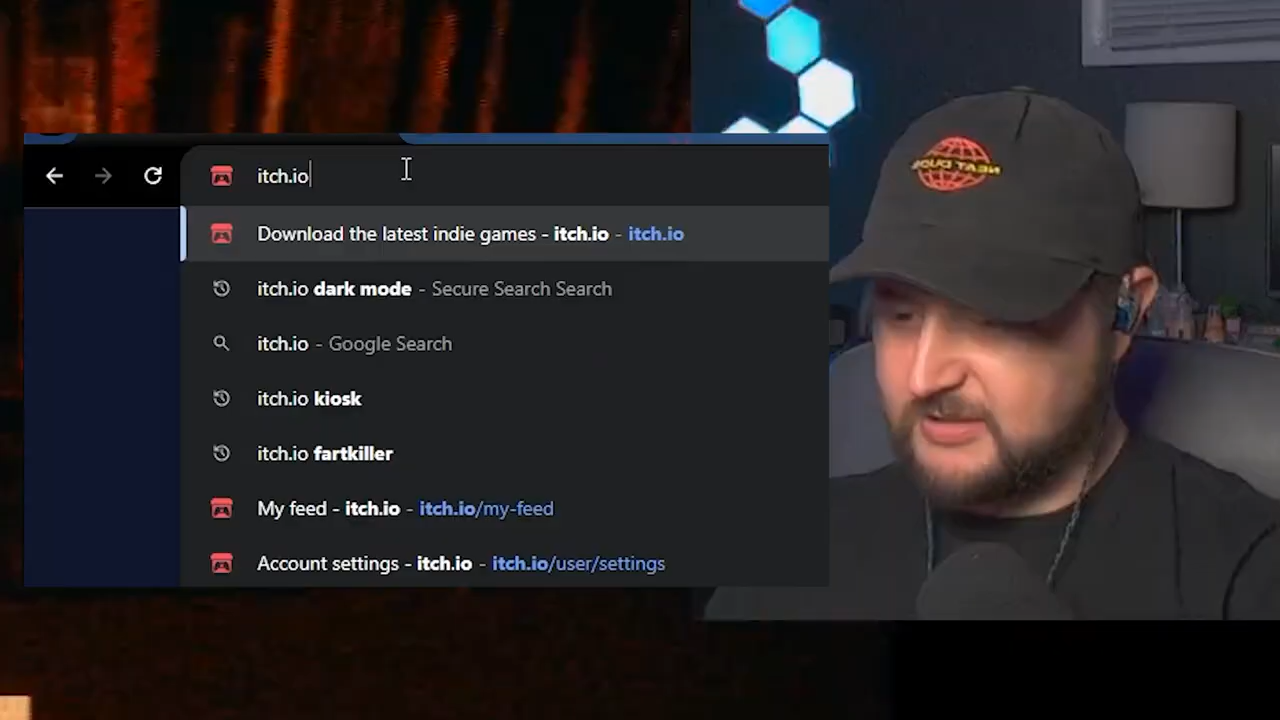 itch.io
Download the latest indie games - itch.io - itch.io
itch.io dark mode - Secure Search Search
itch.io - Google Search
itch.io kiosk
itch.io fartkiller
My feed - itch.io - itch.io/my-feed
Account settings - itch.io - itch.io/user/settings
NEAT DUDE